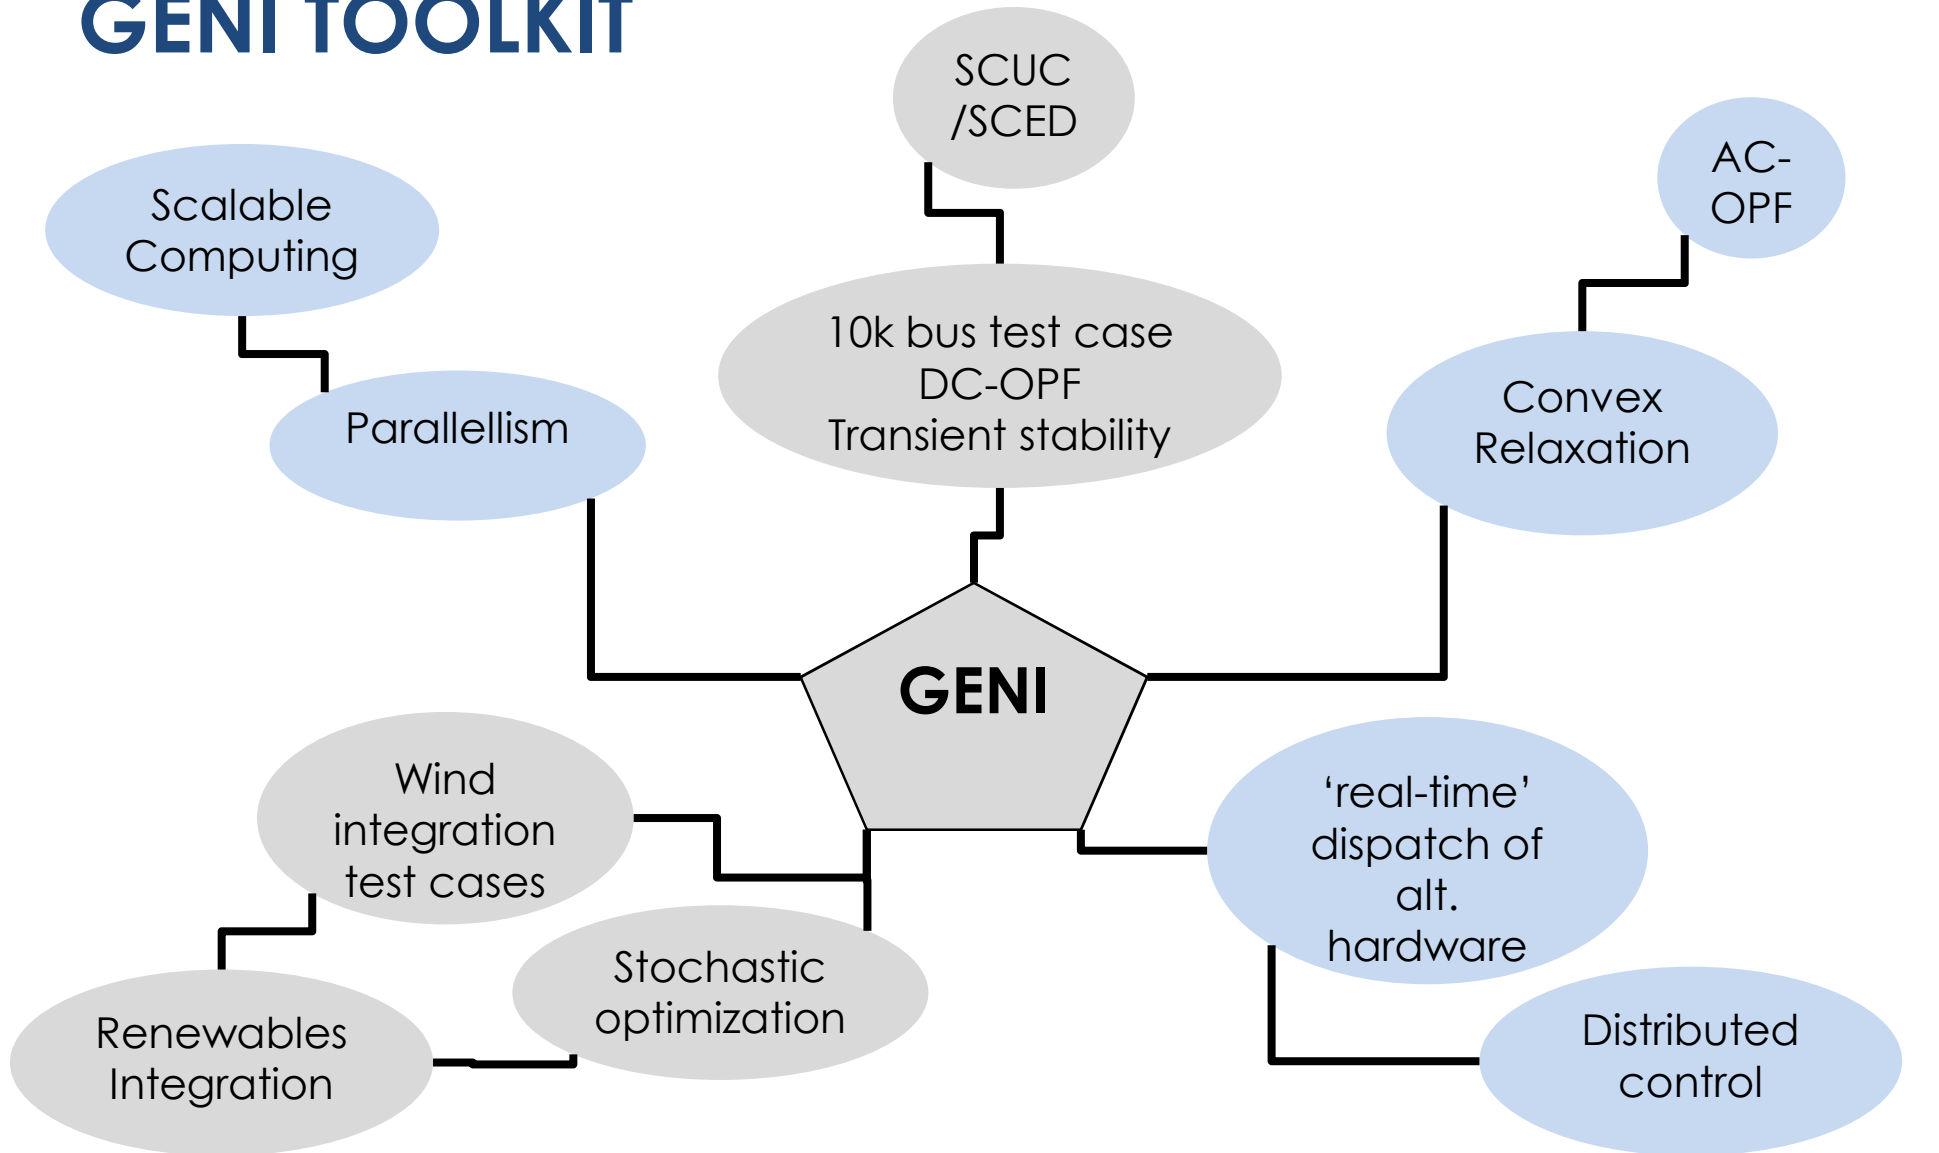 GENI TOOLKIT
SCUC
/SCED
AC-
OPF
Scalable
Computing
10k bus test case
DC-OPF
Transient stability
Parallellism
Convex
Relaxation
GENI
Wind
integration
test cases
‘real-time’
dispatch of
alt.
hardware
Stochastic
optimization
Renewables
Integration
Distributed
control